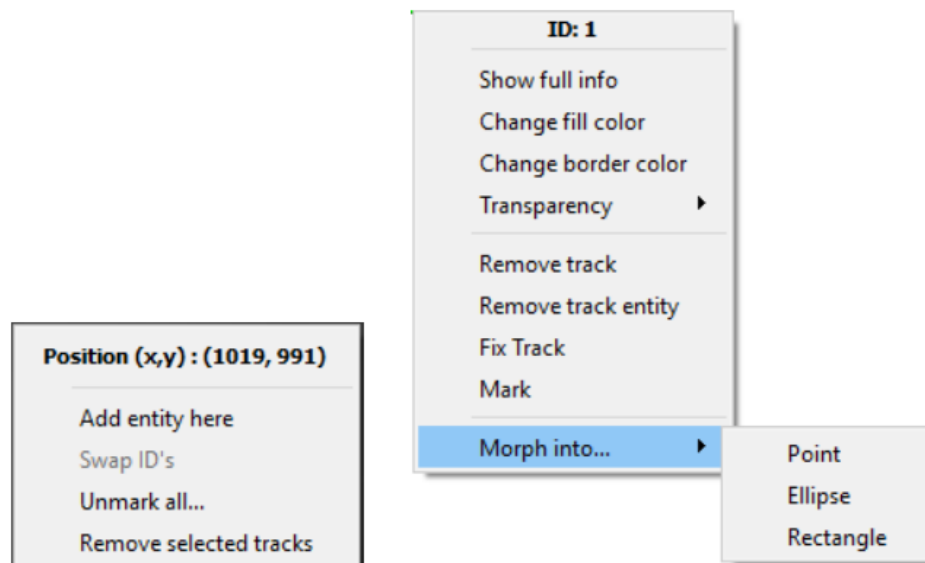 ID: 1
Show full info
Change fill color
Change border color
Transparency
Remove track
Remove track entity
Fix Track
Mark
Morph into...
Point
Ellipse
Rectangle
Position (x,y) : (1019, 991)
Add entity here
Swap ID's
Unmark all...
Remove selected tracks